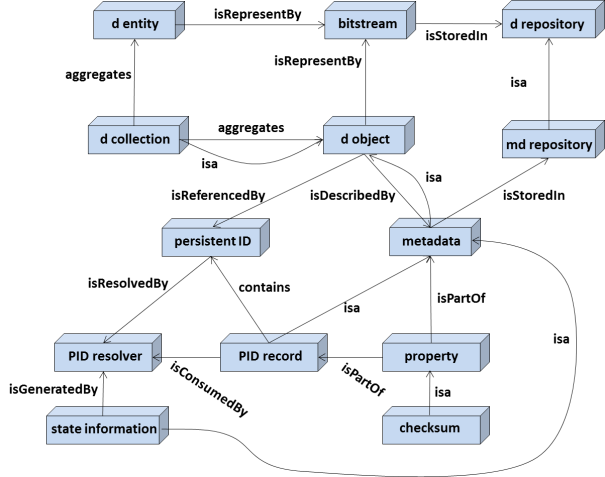 d entity
isRepresentBy
bitstream
isStoredIn
d repository
aggregates
isRepresentBy
isa
d collection
aggregates
isa
d object
md repository
isReferencedBy
isDescribedBy
isa
isStoredIn
persistent ID
metadata
isResolvedBy
contains
isa
isPartOf
isa
PID resolver
isConsumedBy
PID record
isPartOf
property
isGeneratedBy
isa
state information
checksum